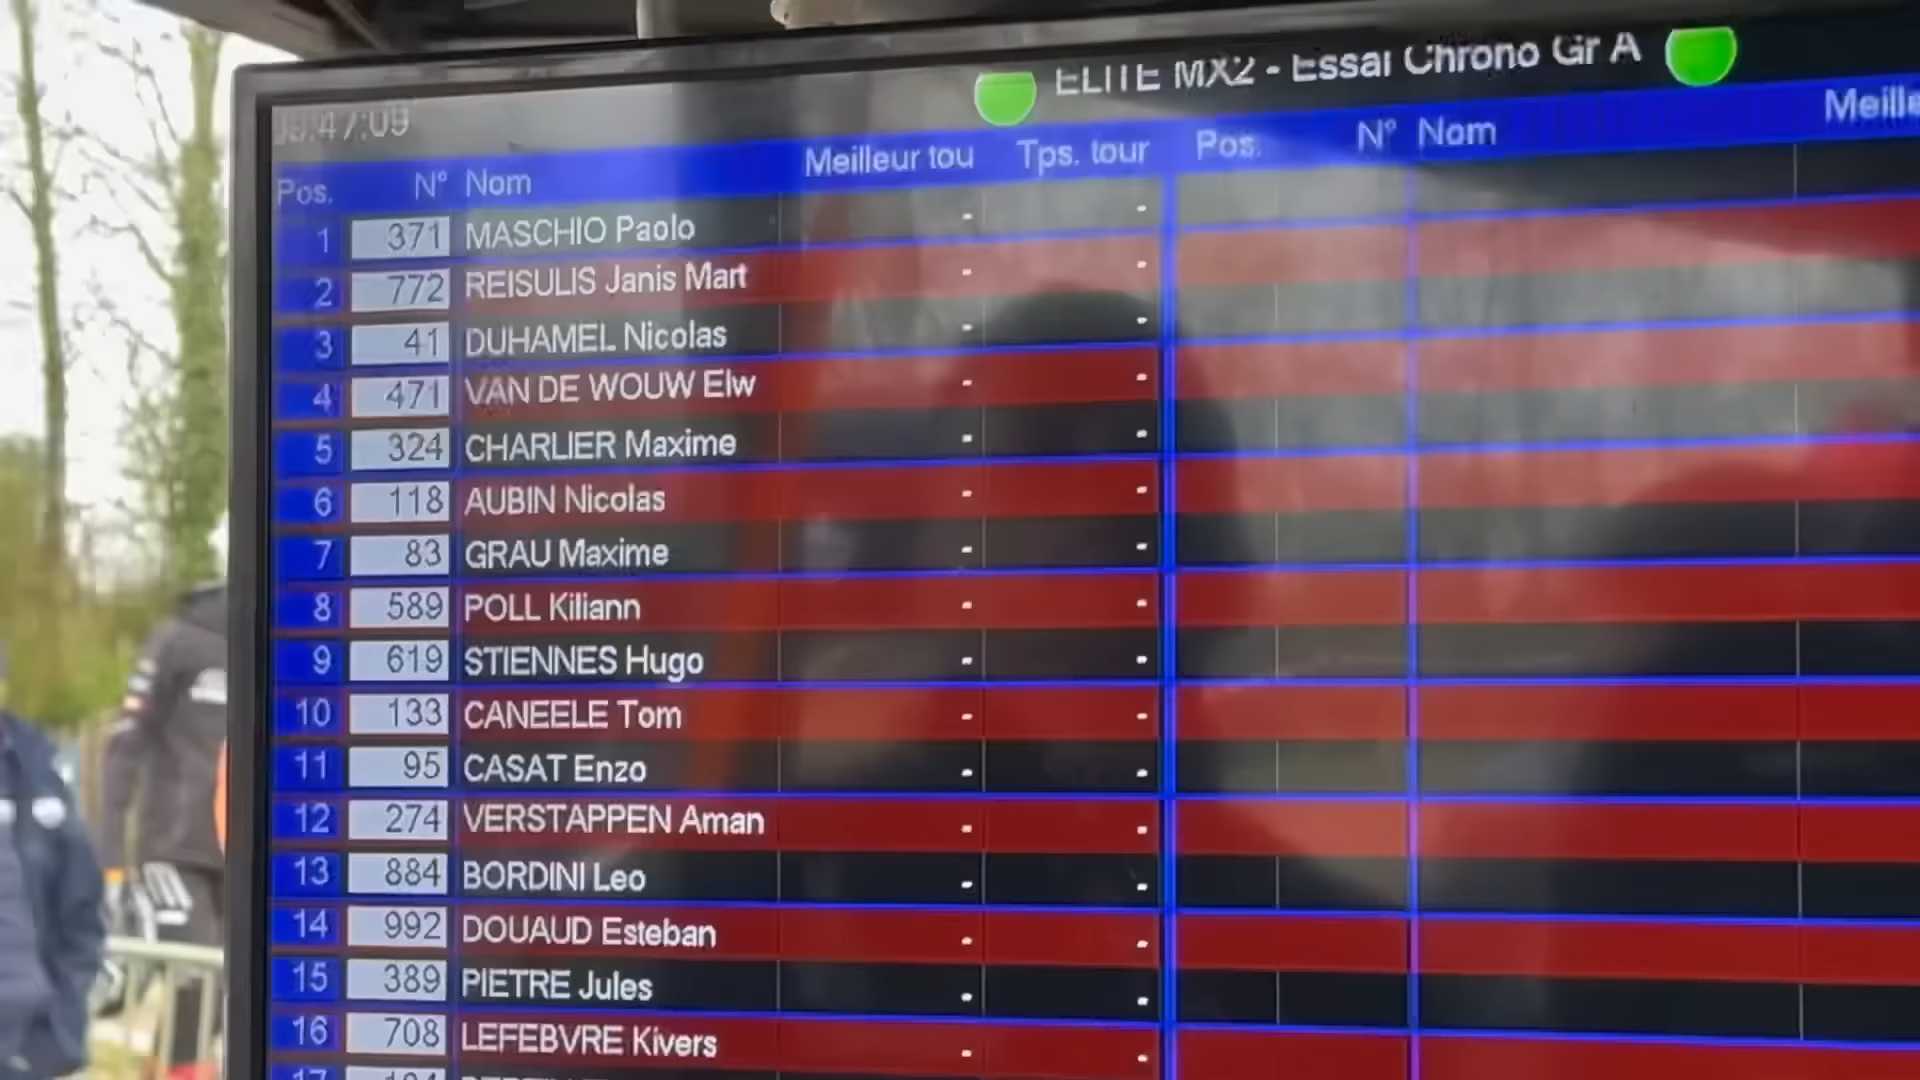 ELITE MX2 - Essai Chrono Gr A
:47:09
Pos. N° Nom Meilleur tou Tps. tour Pos. N° Nom Meille
1 371 MASCHIO Paolo - -
2 772 REISULIS Janis Mart - -
3 41 DUHAMEL Nicolas - -
4 471 VAN DE WOUW Elw - -
5 324 CHARLIER Maxime - -
6 118 AUBIN Nicolas - -
7 83 GRAU Maxime - -
8 589 POLL Kiliann - -
9 619 STIENNES Hugo - -
10 133 CANEELE Tom - -
11 95 CASAT Enzo - -
12 274 VERSTAPPEN Aman - -
13 884 BORDINI Leo - -
14 992 DOUAUD Esteban - -
15 389 PIETRE Jules - -
16 708 LEFEBVRE Kivers - -
17